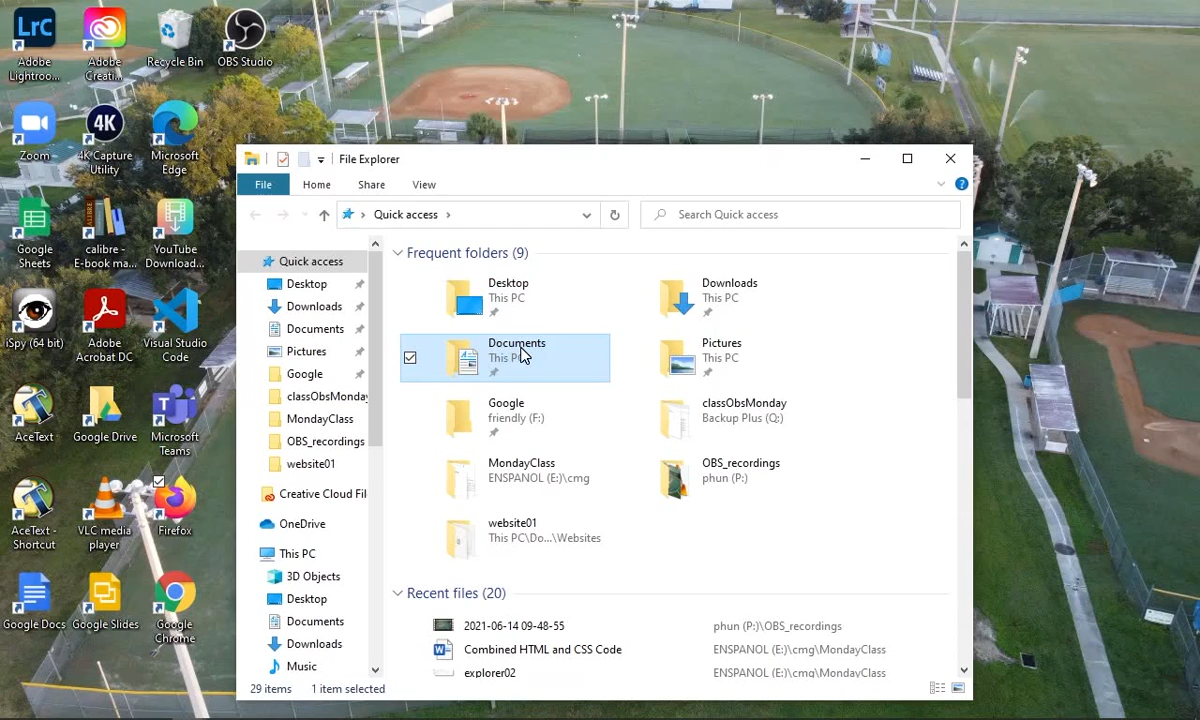 Lrc
Adobe Lightroo...
Adobe Creati...
Recycle Bin
OBS Studio
Zoom
4K
4K Capture Utility
Microsoft Edge
Google Sheets
CALIBRE
calibre - E-book ma...
YouTube Download...
iSpy (64 bit)
Adobe Acrobat DC
Visual Studio Code
AceText
Google Drive
Microsoft Teams
AceText - Shortcut
VLC media player
Firefox
Google Docs
Google Slides
Google Chrome
File Explorer
File Home Share View
Quick access
Search Quick access
Quick access
Desktop
Downloads
Documents
Pictures
Google
classObsMonday
MondayClass
OBS_recordings
website01
Creative Cloud Fil
OneDrive
This PC
3D Objects
Desktop
Documents
Downloads
Music
Frequent folders (9)
Desktop
This PC
Downloads
This PC
Documents
This PC
Pictures
This PC
Google
friendly (F:)
classObsMonday
Backup Plus (Q:)
MondayClass
ENSPANOL (E:)\cmg
OBS_recordings
phun (P:)
website01
This PC\Do...\Websites
Recent files (20)
2021-06-14 09-48-55 phun (P:)\OBS_recordings
Combined HTML and CSS Code ENSPANOL (E:)\cmg\MondayClass
explorer02 ENSPANOL (E:)\cmg\MondayClass
29 items 1 item selected